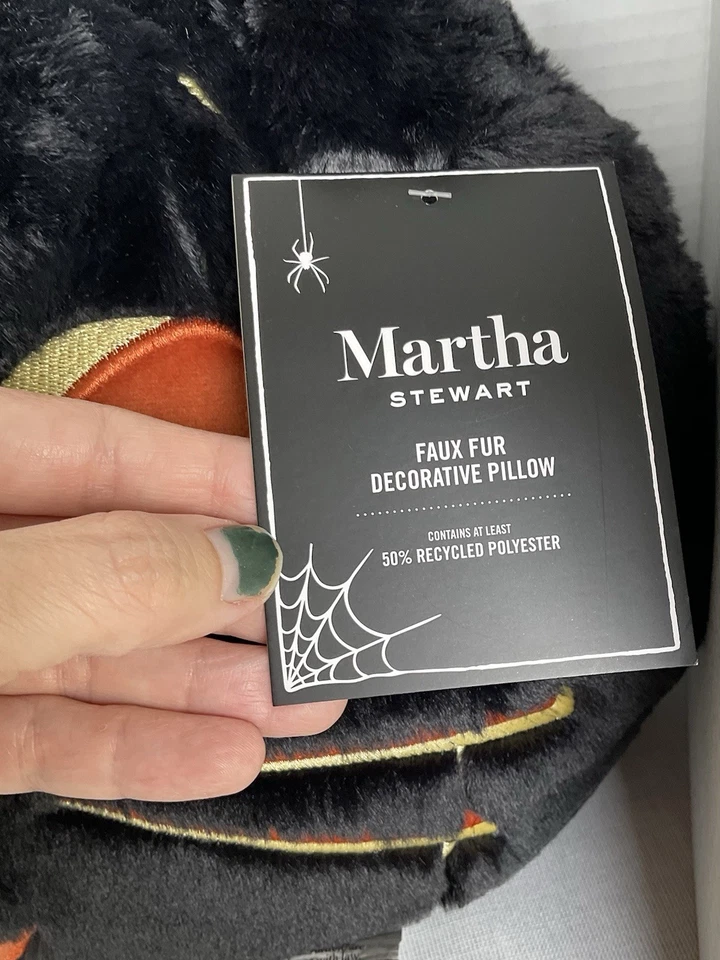 Martha
STEWART
FAUX FUR
DECORATIVE PILLOW
CONTAINS AT LEAST
50% RECYCLED POLYESTER